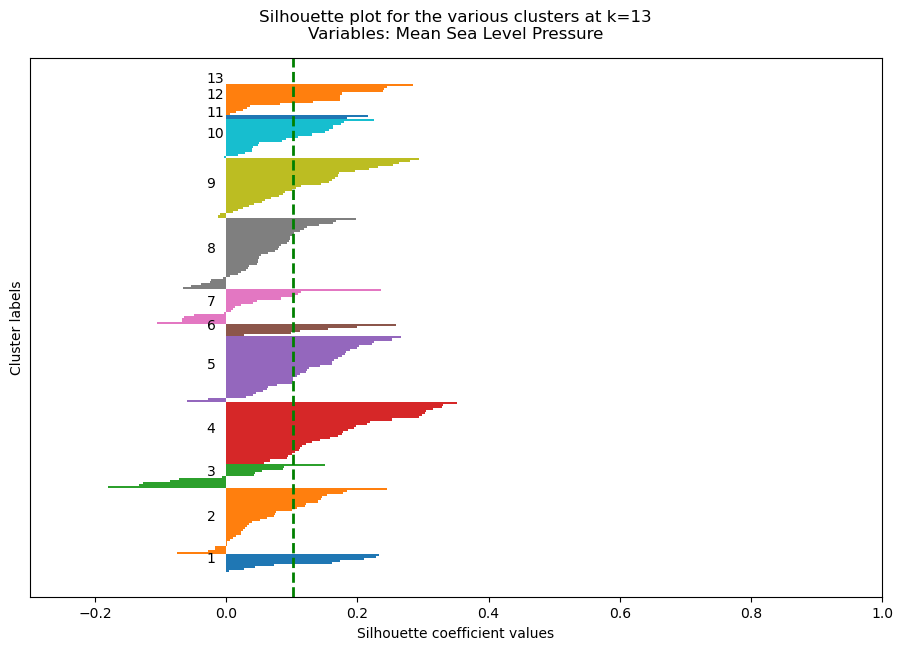 Silhouette plot for the various clusters at k=13
Variables: Mean Sea Level Pressure
13
12
11
10
9
8
7
6
5
4
3
2
1
Cluster labels
−0.2 0.0 0.2 0.4 0.6 0.8 1.0
Silhouette coefficient values